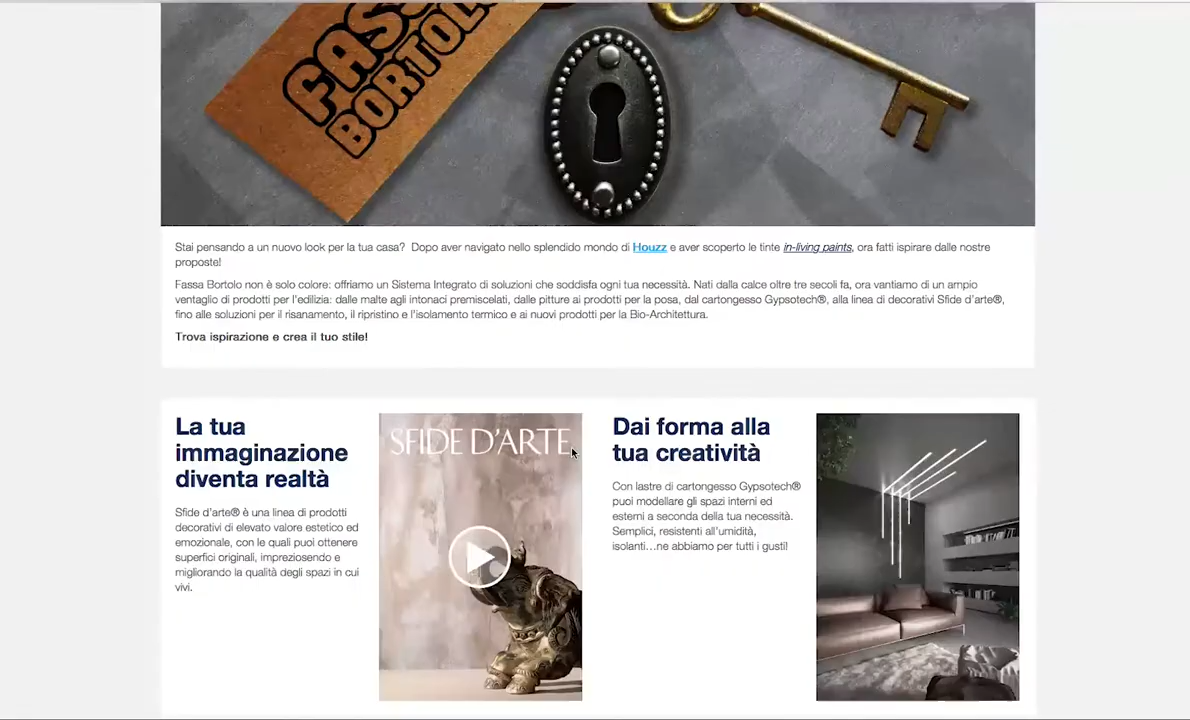 FASSA
BORTOLO
Stai pensando a un nuovo look per la tua casa? Dopo aver navigato nello splendido mondo di Houzz e aver scoperto le tinte in-living paints, ora fatti ispirare dalle nostre
proposte!
Fassa Bortolo non è solo colore: offriamo un Sistema Integrato di soluzioni che soddisfa ogni tua necessità. Nati dalla calce oltre tre secoli fa, ora vantiamo di un ampio
ventaglio di prodotti per l'edilizia: dalle malte agli intonaci premiscelati, dalle pitture ai prodotti per la posa, dal cartongesso Gypsotech®, alla linea di decorativi Sfide d'arte®,
fino alle soluzioni per il risanamento, il ripristino e l'isolamento termico e ai nuovi prodotti per la Bio-Architettura.
Trova ispirazione e crea il tuo stile!
La tua
immaginazione
diventa realtà
Sfide d'arte® è una linea di prodotti
decorativi di elevato valore estetico ed
emozionale, con le quali puoi ottenere
superfici originali, impreziosendo e
migliorando la qualità degli spazi in cui
vivi.
SFIDE D'ARTE
Dai forma alla
tua creatività
Con lastre di cartongesso Gypsotech®
puoi modellare gli spazi interni ed
esterni a seconda della tua necessità.
Semplici, resistenti all'umidità,
isolanti…ne abbiamo per tutti i gusti!